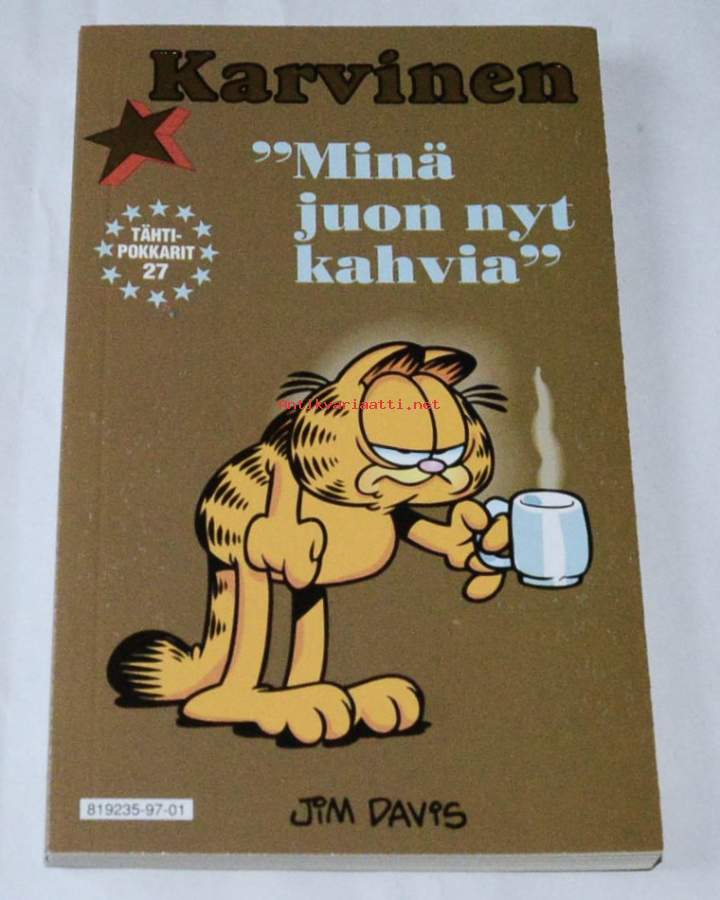 Karvinen
”Minä
juon nyt
kahvia”
TÄHTI-
POKKARIT
27
Antikvariaatti.net
819235-97-01
JIM DAVIS